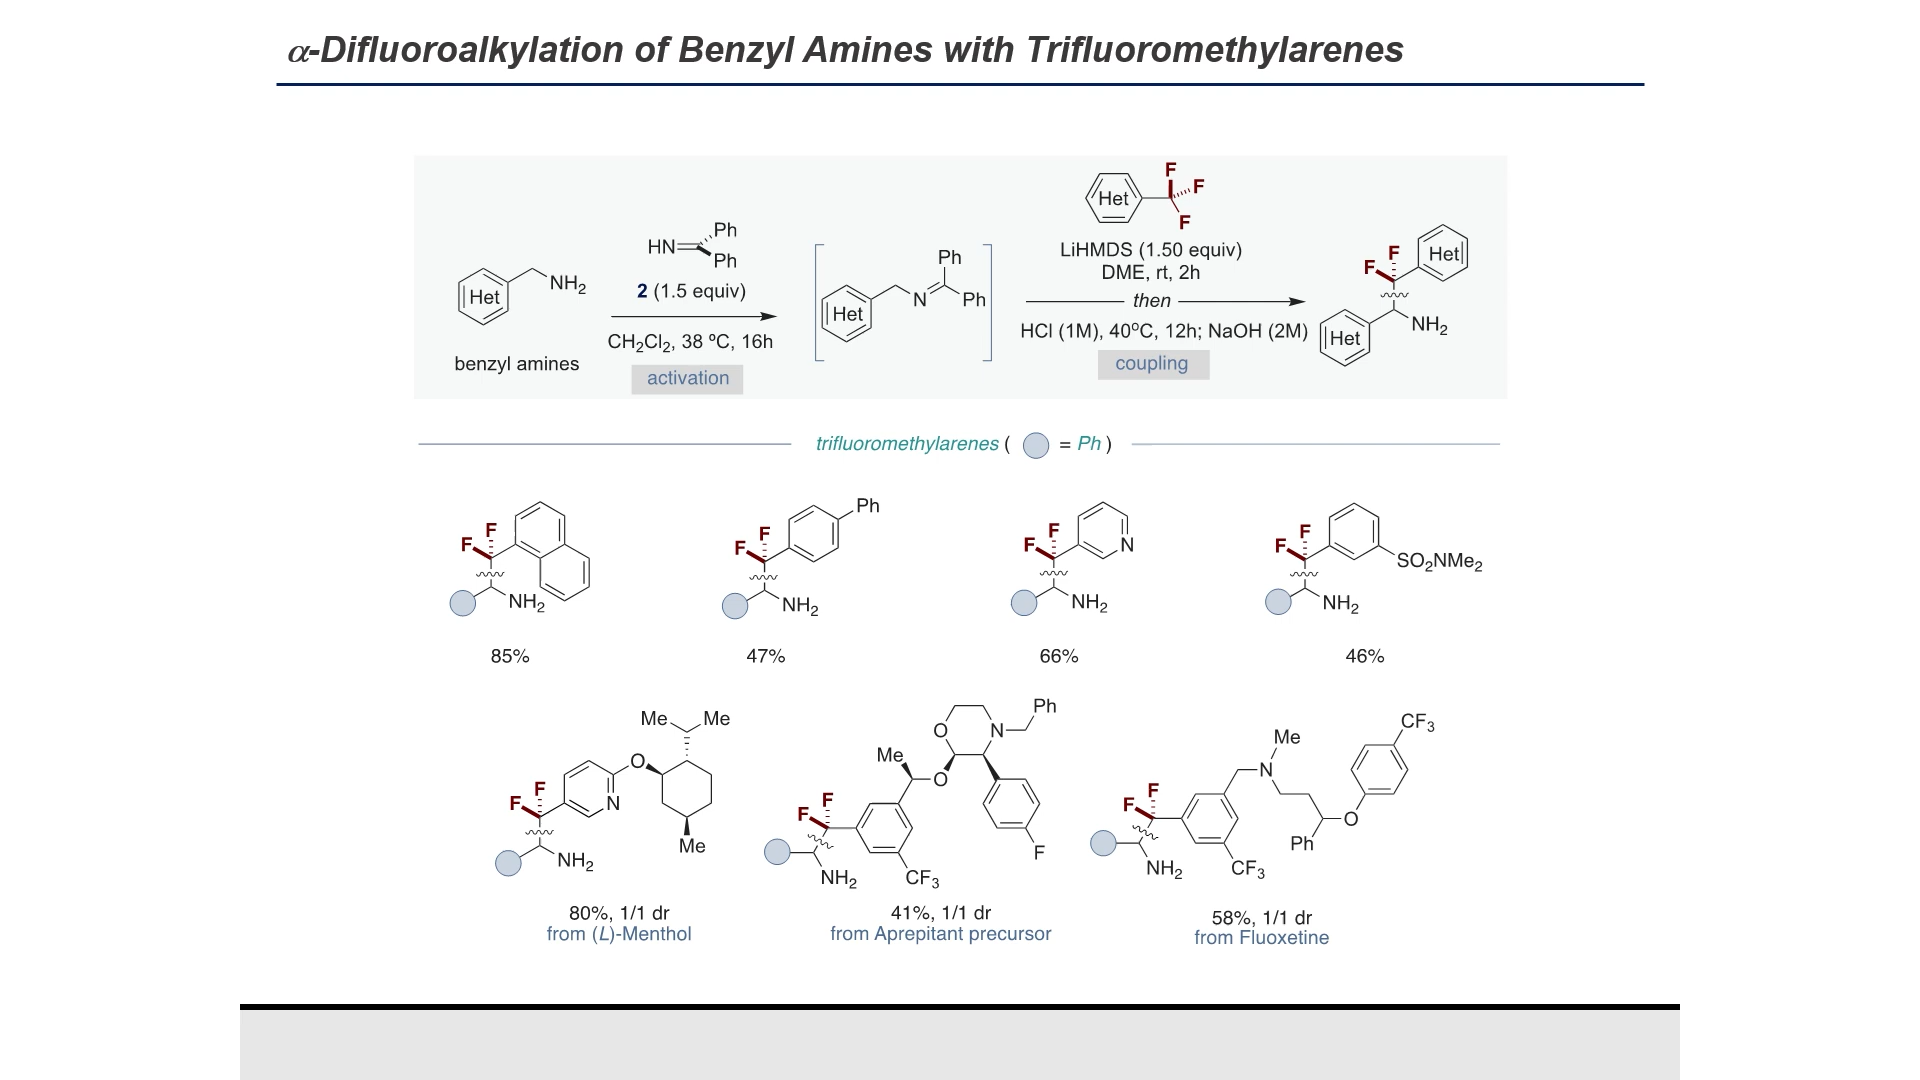 α-Difluoroalkylation of Benzyl Amines with Trifluoromethylarenes
Het
NH2
benzyl amines
HN
Ph
Ph
2 (1.5 equiv)
CH2Cl2, 38 ºC, 16h
activation
Het
N
Ph
Ph
Het
F
F
F
LiHMDS (1.50 equiv)
DME, rt, 2h
then
HCl (1M), 40ºC, 12h; NaOH (2M)
coupling
F
F
Het
Het
NH2
trifluoromethylarenes ( = Ph )
F
F
NH2
85%
F
F
Ph
NH2
47%
F
F
N
NH2
66%
F
F
SO2NMe2
NH2
46%
Me
Me
O
N
F
F
Me
NH2
80%, 1/1 dr
from (L)-Menthol
Ph
O
N
Me
O
F
F
F
NH2
CF3
41%, 1/1 dr
from Aprepitant precursor
CF3
Me
N
F
F
O
Ph
NH2
CF3
58%, 1/1 dr
from Fluoxetine